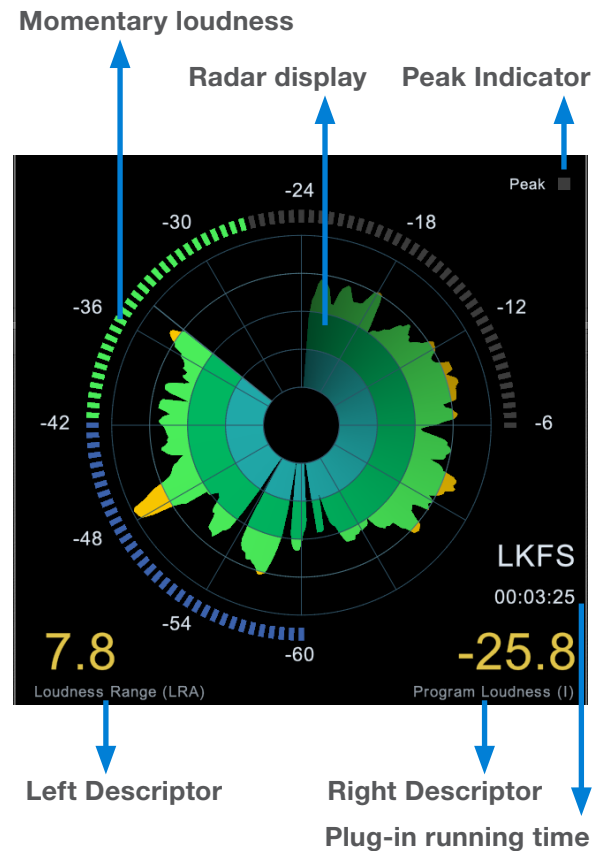 Momentary loudness
Radar display
Peak Indicator
Peak
-24
-30
-18
-36
-12
-42
-6
-48
LKFS
00:03:25
-54
-60
7.8
-25.8
Loudness Range (LRA)
Program Loudness (I)
Left Descriptor
Right Descriptor
Plug-in running time